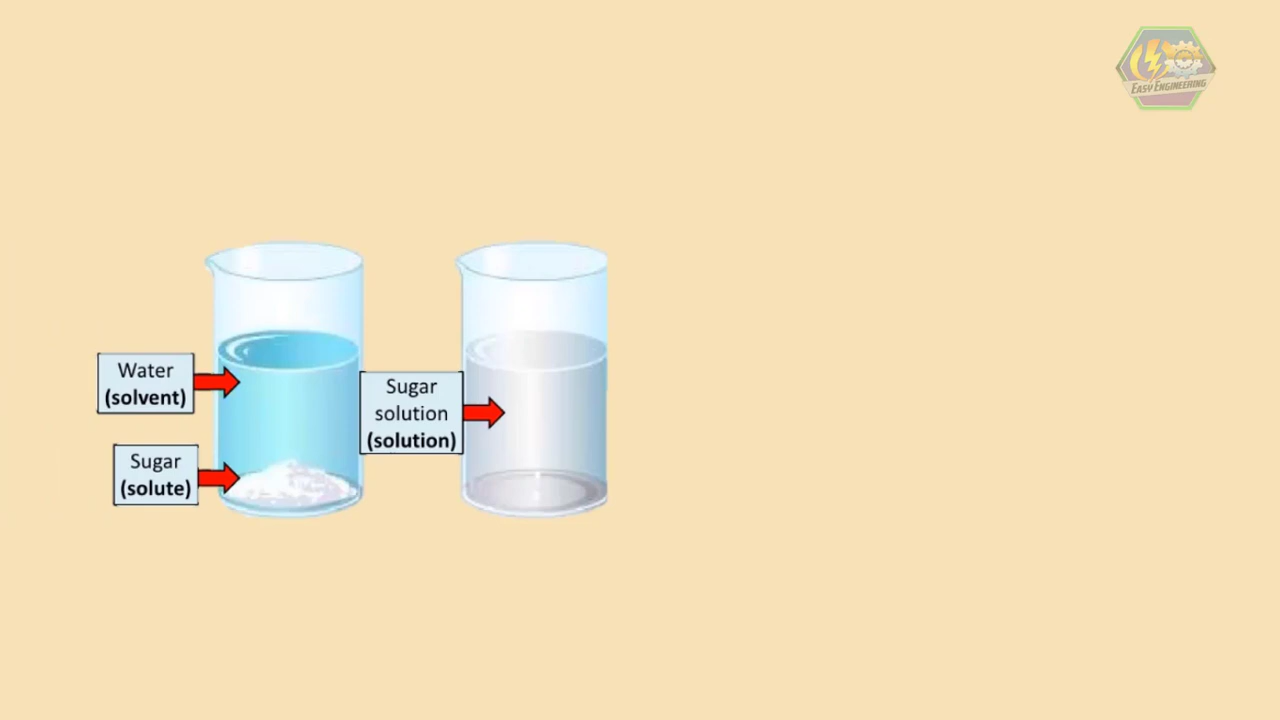 EASY ENGINEERING
Water
(solvent)
Sugar
(solute)
Sugar
solution
(solution)